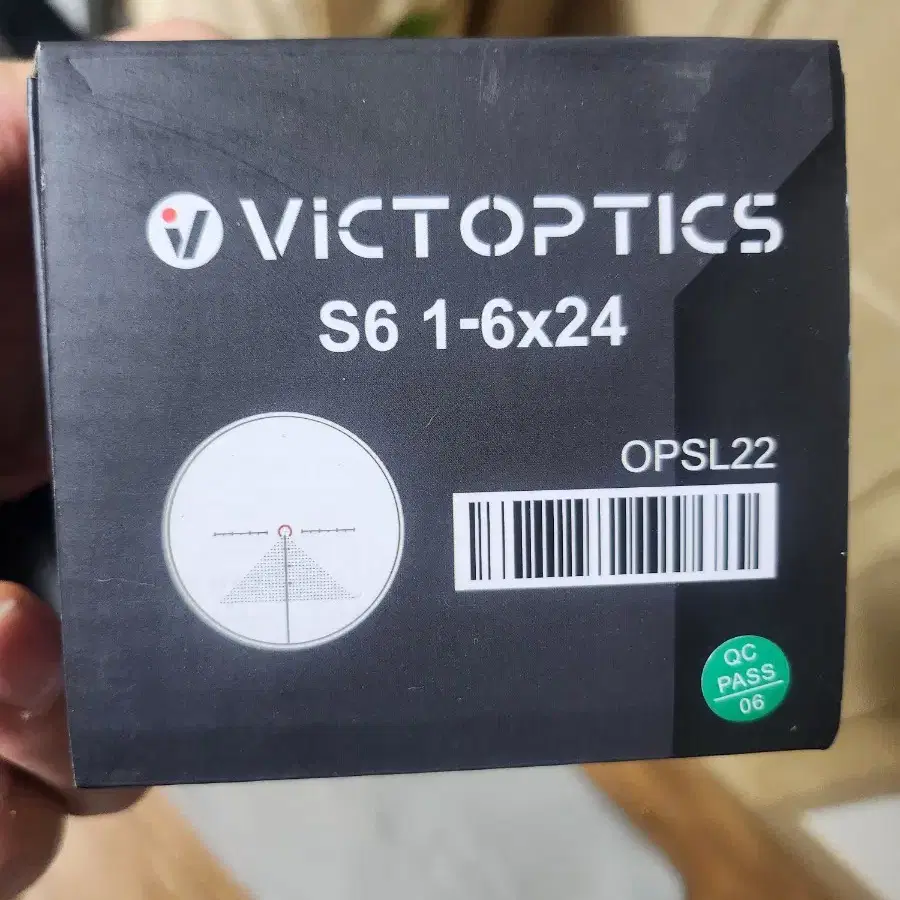 ViCTOPTICS
S6 1-6x24
OPSL22
QC
PASS
06